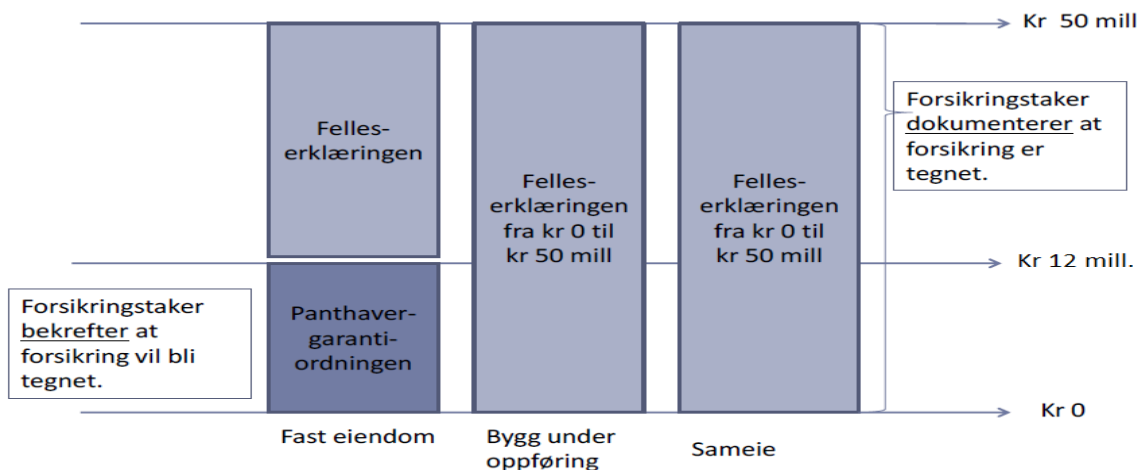 Kr 50 mill
Felles-
erklæringen
Felles-
erklæringen
fra kr 0 til
kr 50 mill
Felles-
erklæringen
fra kr 0 til
kr 50 mill
Forsikringstaker
dokumenterer at
forsikring er
tegnet.
Kr 12 mill.
Forsikringstaker
bekrefter at
forsikring vil bli
tegnet.
Panthaver-
garanti-
ordningen
Kr 0
Fast eiendom
Bygg under
oppføring
Sameie